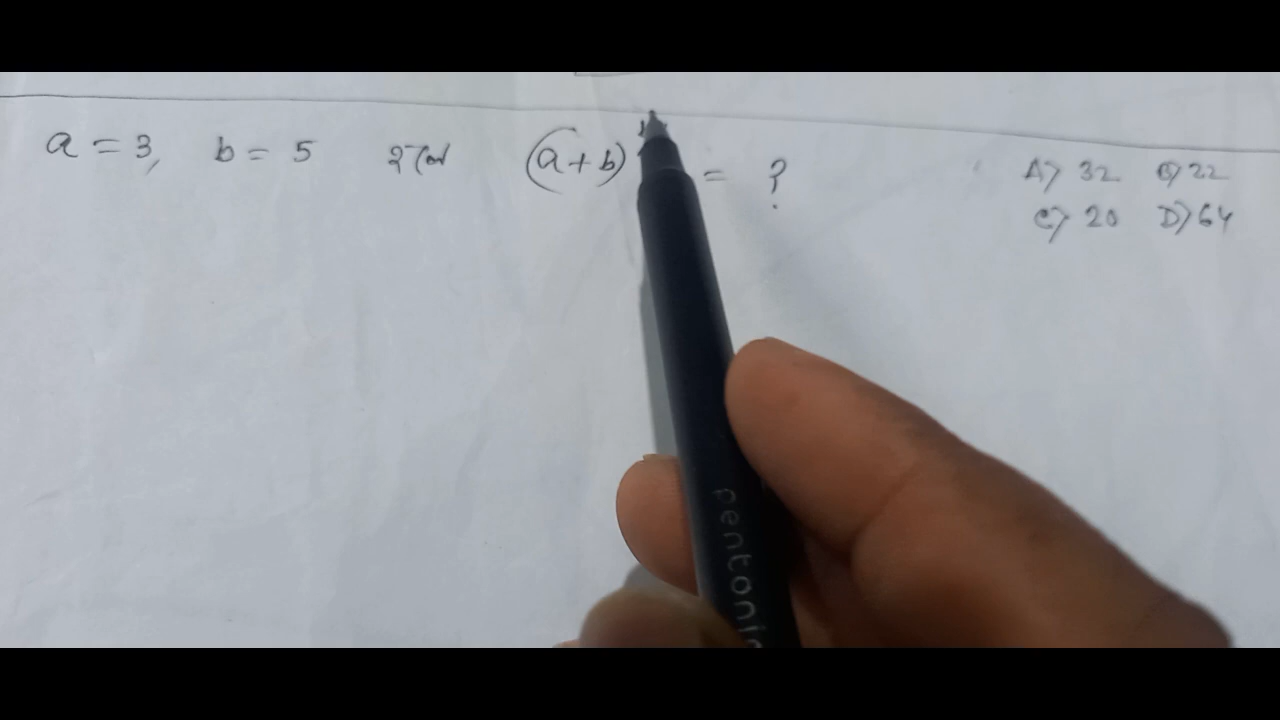 a = 3, b = 5 হলে (a+b) = ?
A) 32 B) 22
C) 20 D) 64
pentonic